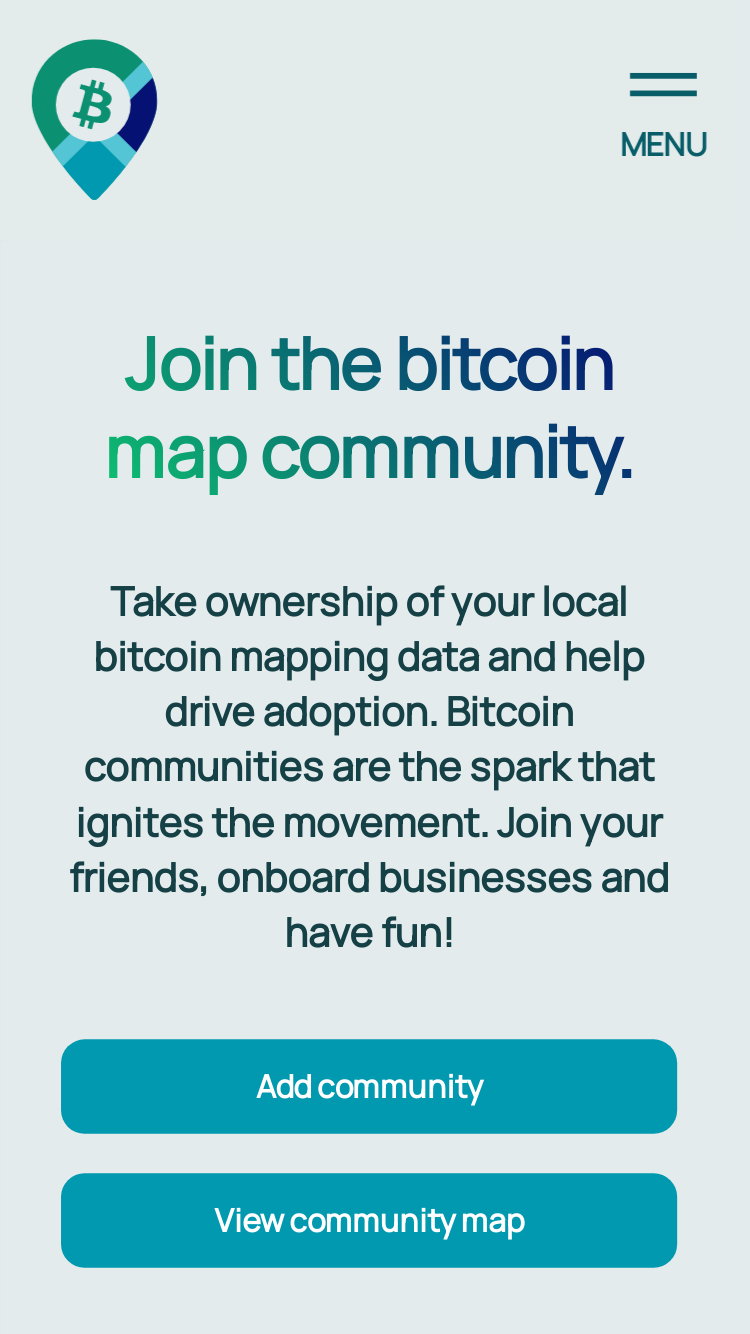 MENU
Join the bitcoin
map community.
Take ownership of your local
bitcoin mapping data and help
drive adoption. Bitcoin
communities are the spark that
ignites the movement. Join your
friends, onboard businesses and
have fun!
Add community
View community map